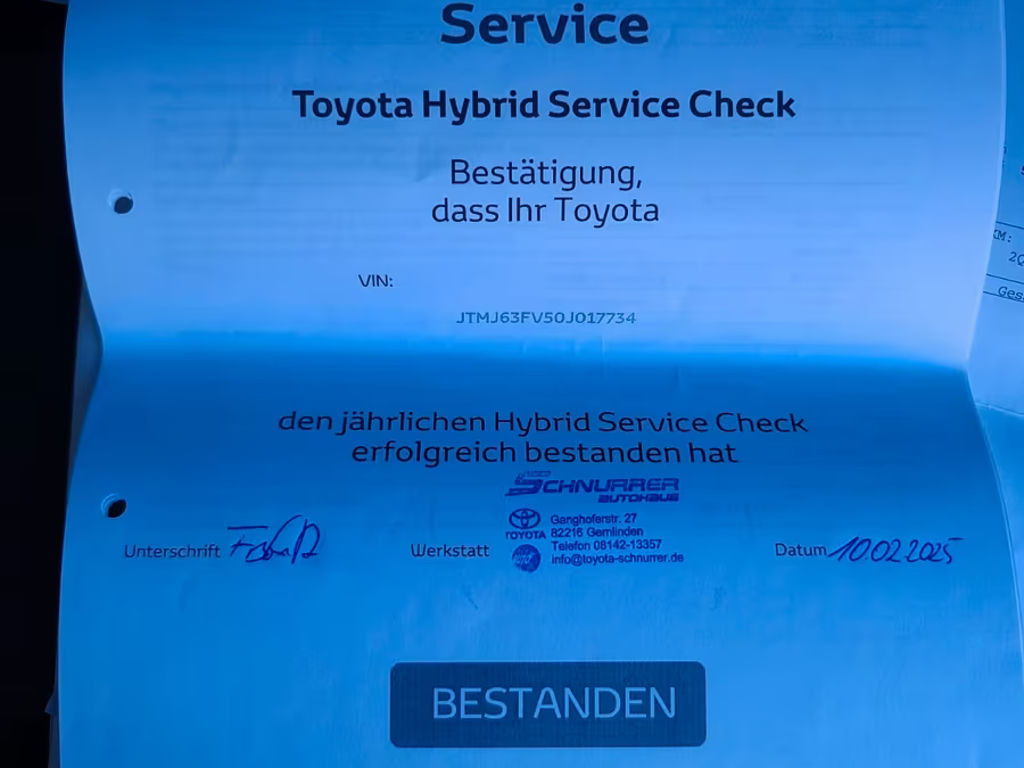 Service
Toyota Hybrid Service Check
Bestätigung,
dass Ihr Toyota
VIN:
JTMJ63FV50J017734
den jährlichen Hybrid Service Check
erfolgreich bestanden hat
SCHNURRER
AUTOHAUS
Ganghoferstr. 27
TOYOTA 82216 Gernlinden
Telefon 08142-13357
info@toyota-schnurrer.de
Unterschrift
Werkstatt
Datum 10.02.2025
BESTANDEN
KM: